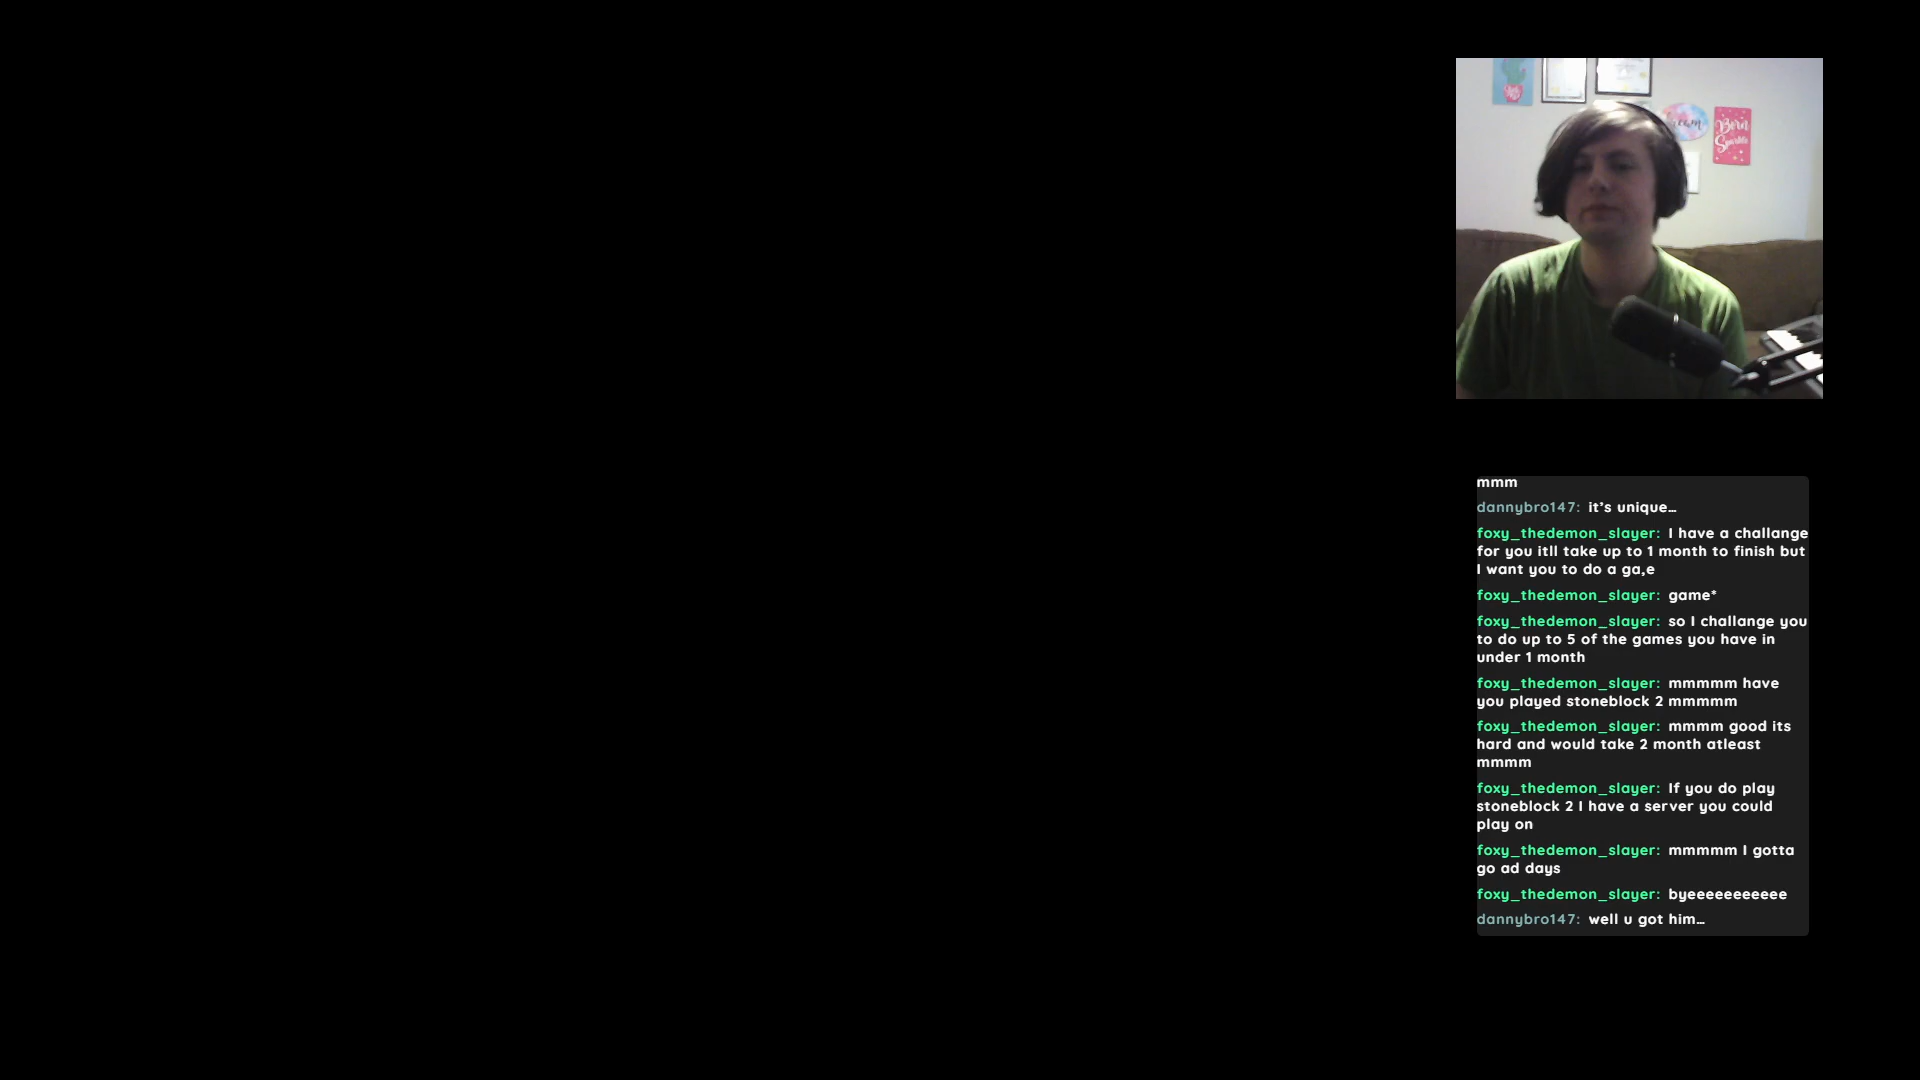 dream
Born
Sparkle
mmm
dannybro147: it's unique…
foxy_thedemon_slayer: I have a challange
for you itll take up to 1 month to finish but
I want you to do a ga,e
foxy_thedemon_slayer: game*
foxy_thedemon_slayer: so I challange you
to do up to 5 of the games you have in
under 1 month
foxy_thedemon_slayer: mmmmm have
you played stoneblock 2 mmmmm
foxy_thedemon_slayer: mmmm good its
hard and would take 2 month atleast
mmmm
foxy_thedemon_slayer: If you do play
stoneblock 2 I have a server you could
play on
foxy_thedemon_slayer: mmmmm I gotta
go ad days
foxy_thedemon_slayer: byeeeeeeeeeee
dannybro147: well u got him…